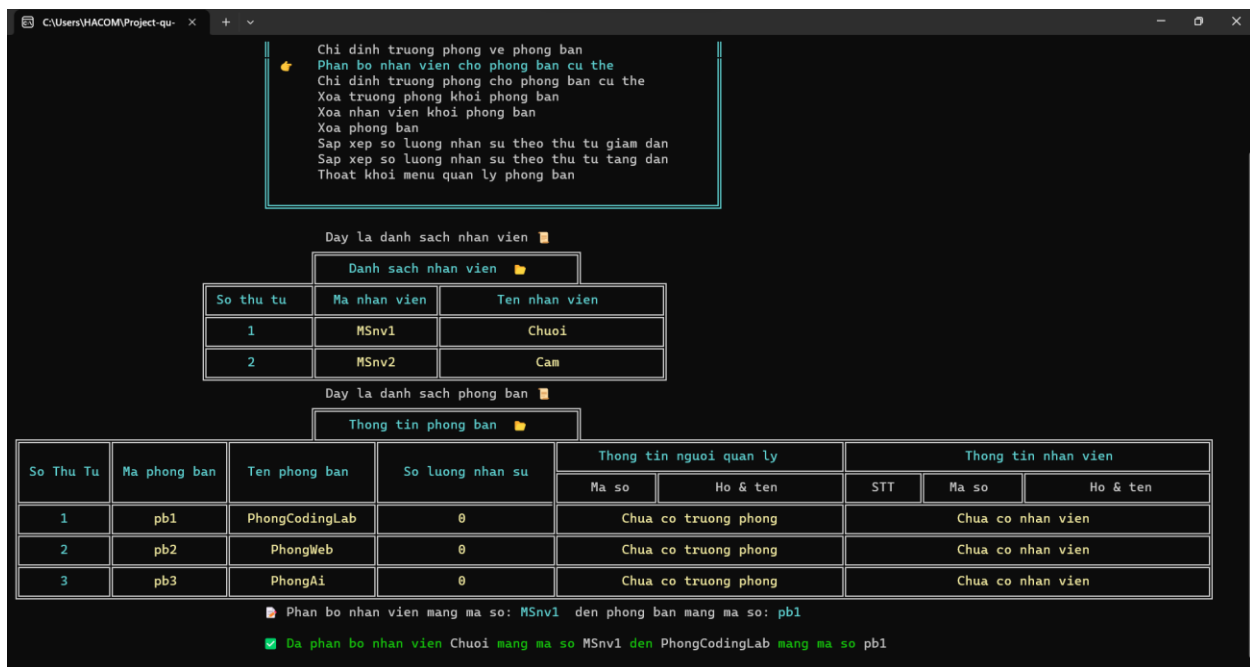 C:\Users\HACOM\Project-qu-
Chi dinh truong phong ve phong ban
Phan bo nhan vien cho phong ban cu the
Chi dinh truong phong cho phong ban cu the
Xoa truong phong khoi phong ban
Xoa nhan vien khoi phong ban
Xoa phong ban
Sap xep so luong nhan su theo thu tu giam dan
Sap xep so luong nhan su theo thu tu tang dan
Thoat khoi menu quan ly phong ban
Day la danh sach nhan vien
Danh sach nhan vien
So thu tu Ma nhan vien Ten nhan vien
1 MSnv1 Chuoi
2 MSnv2 Cam
Day la danh sach phong ban
Thong tin phong ban
So Thu Tu Ma phong ban Ten phong ban So luong nhan su Thong tin nguoi quan ly Thong tin nhan vien
Ma so Ho & ten STT Ma so Ho & ten
1 pb1 PhongCodingLab 0 Chua co truong phong Chua co nhan vien
2 pb2 PhongWeb 0 Chua co truong phong Chua co nhan vien
3 pb3 PhongAi 0 Chua co truong phong Chua co nhan vien
Phan bo nhan vien mang ma so: MSnv1 den phong ban mang ma so: pb1
Da phan bo nhan vien Chuoi mang ma so MSnv1 den PhongCodingLab mang ma so pb1